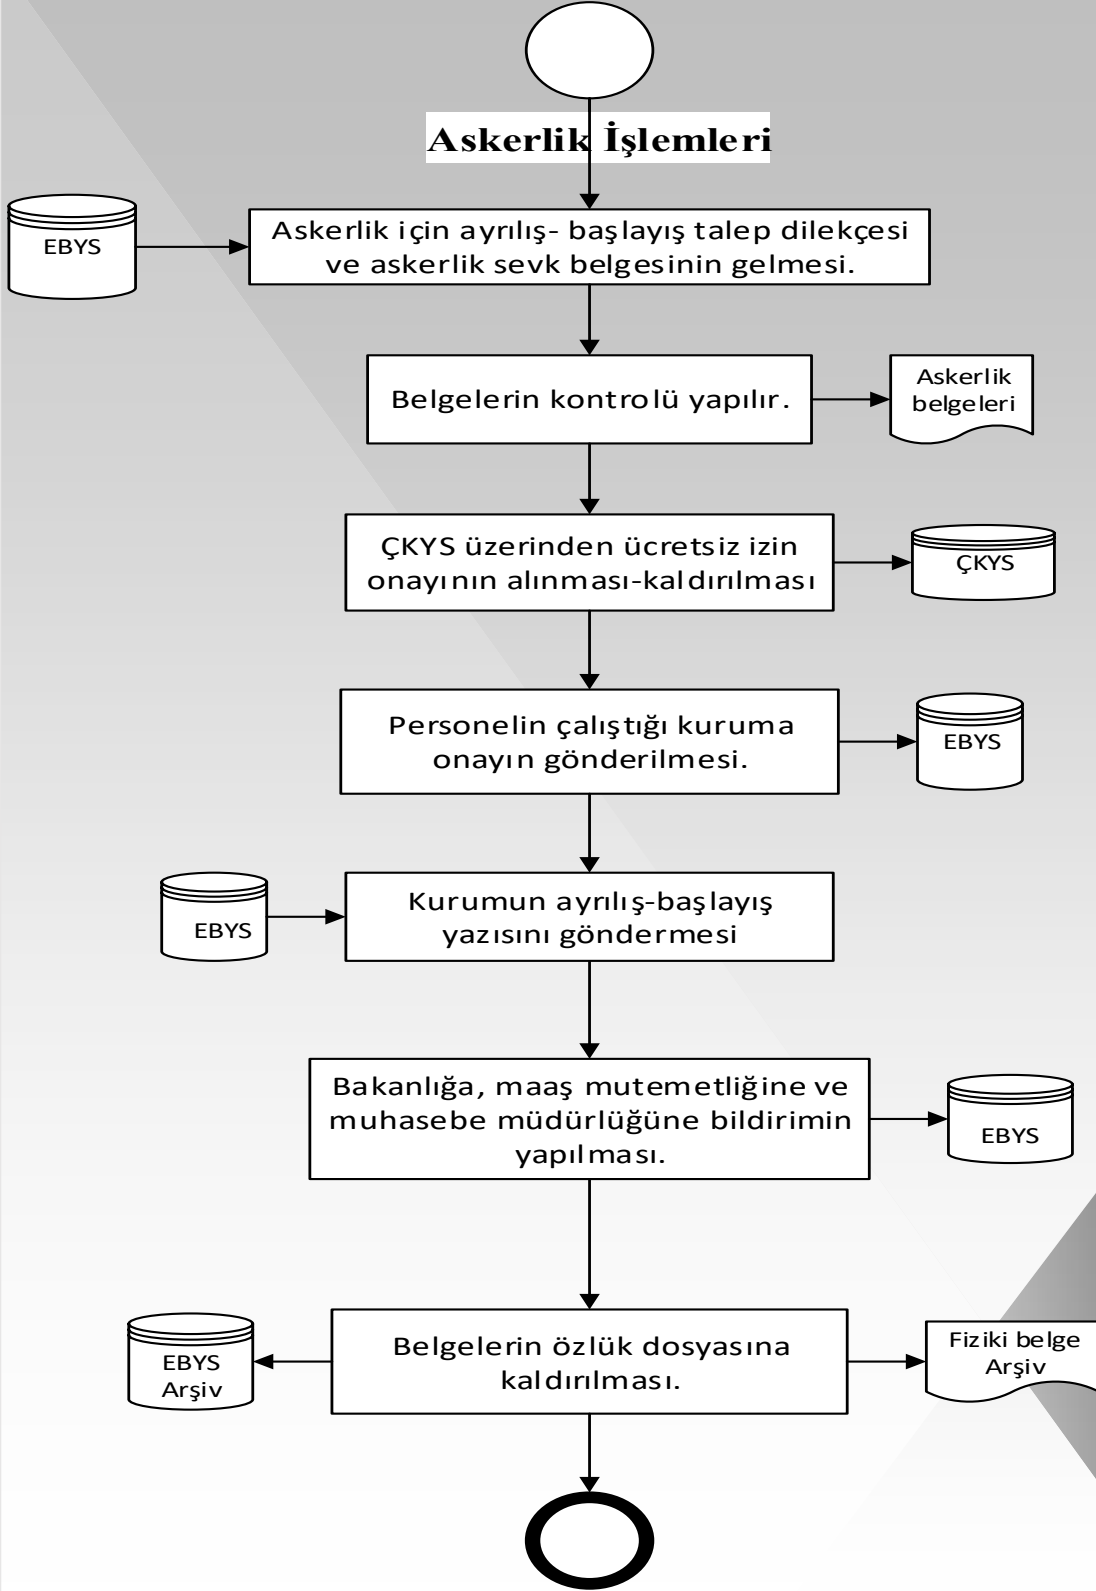 Askerlik İşlemleri
EBYS
Askerlik için ayrılış- başlayış talep dilekçesi
ve askerlik sevk belgesinin gelmesi.
Belgelerin kontrolü yapılır.
Askerlik
belgeleri
ÇKYS üzerinden ücretsiz izin
onayının alınması-kaldırılması
ÇKYS
Personelin çalıştığı kuruma
onayın gönderilmesi.
EBYS
EBYS
Kurumun ayrılış-başlayış
yazısını göndermesi
Bakanlığa, maaş mutemetliğine ve
muhasebe müdürlüğüne bildirimin
yapılması.
EBYS
EBYS
Arşiv
Belgelerin özlük dosyasına
kaldırılması.
Fiziki belge
Arşiv